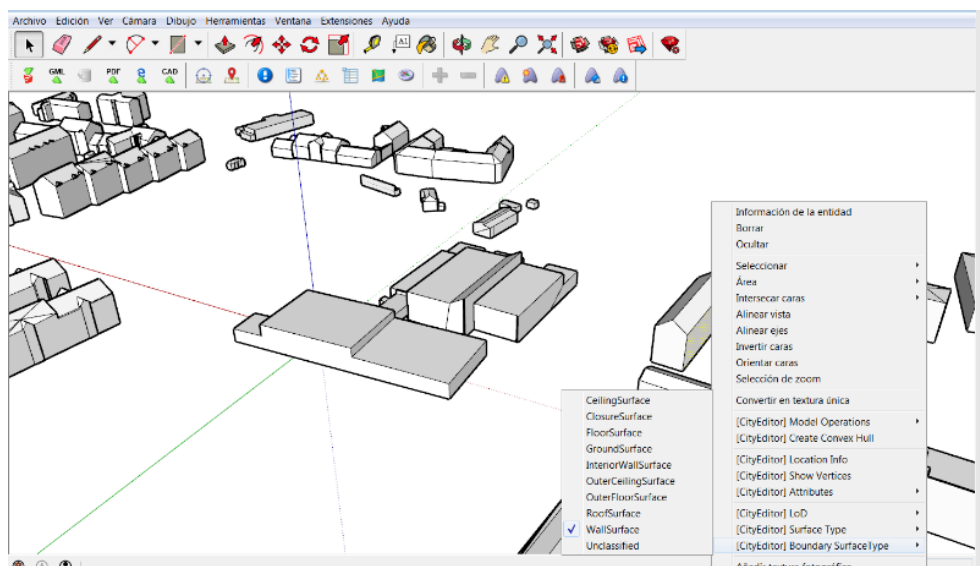 Archivo Edición Ver Cámara Dibujo Herramientas Ventana Extensiones Ayuda
A1
GML PDF CAD
Información de la entidad
Borrar
Ocultar
Seleccionar
Área
Intersecar caras
Alinear vista
Alinear ejes
Invertir caras
Orientar caras
Selección de zoom
Convertir en textura única
[CityEditor] Model Operations
[CityEditor] Create Convex Hull
[CityEditor] Location Info
[CityEditor] Show Vertices
[CityEditor] Attributes
[CityEditor] LoD
[CityEditor] Surface Type
[CityEditor] Boundary SurfaceType
CeilingSurface
ClosureSurface
FloorSurface
GroundSurface
InteriorWallSurface
OuterCeilingSurface
OuterFloorSurface
RoofSurface
WallSurface
Unclassified